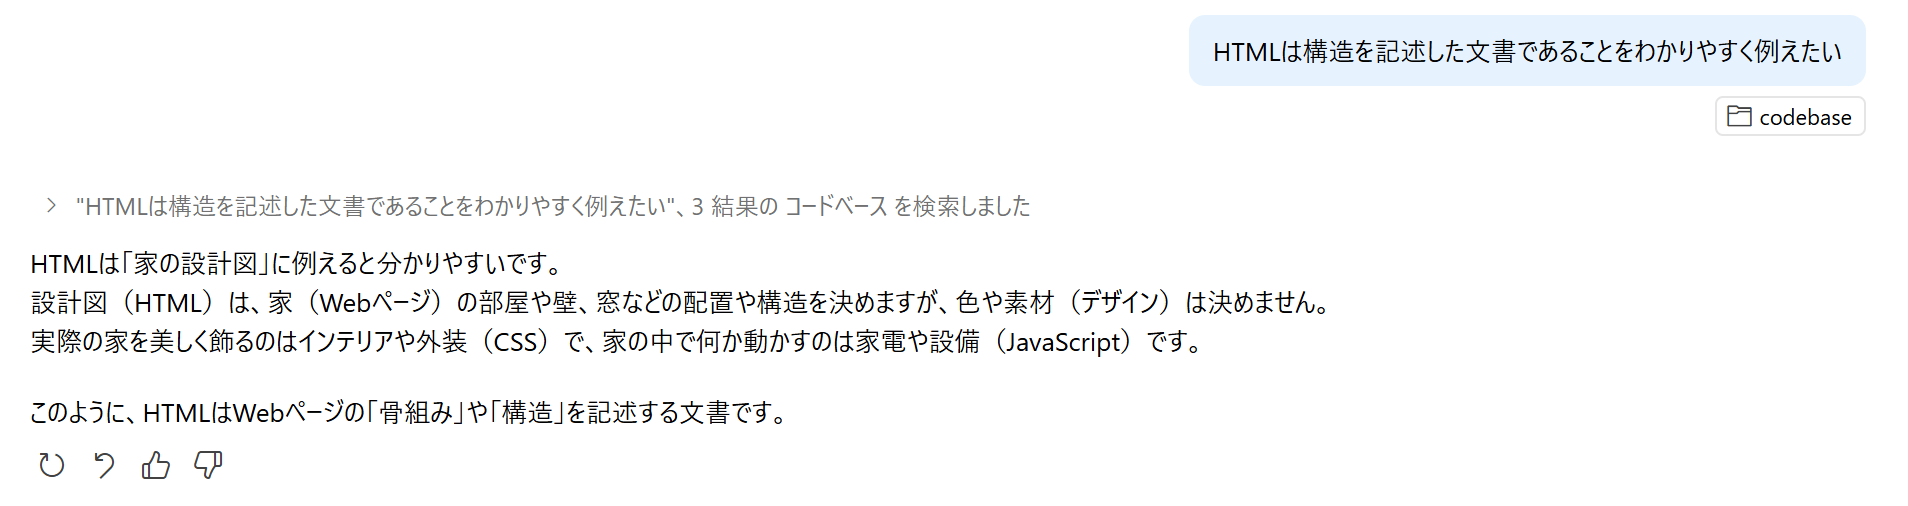 HTMLは構造を記述した文書であることをわかりやすく例えたい
codebase
"HTMLは構造を記述した文書であることをわかりやすく例えたい"、3 結果の コードベース を検索しました
HTMLは「家の設計図」に例えると分かりやすいです。
設計図（HTML）は、家（Webページ）の部屋や壁、窓などの配置や構造を決めますが、色や素材（デザイン）は決めません。
実際の家を美しく飾るのはインテリアや外装（CSS）で、家の中で何か動かすのは家電や設備（JavaScript）です。
このように、HTMLはWebページの「骨組み」や「構造」を記述する文書です。